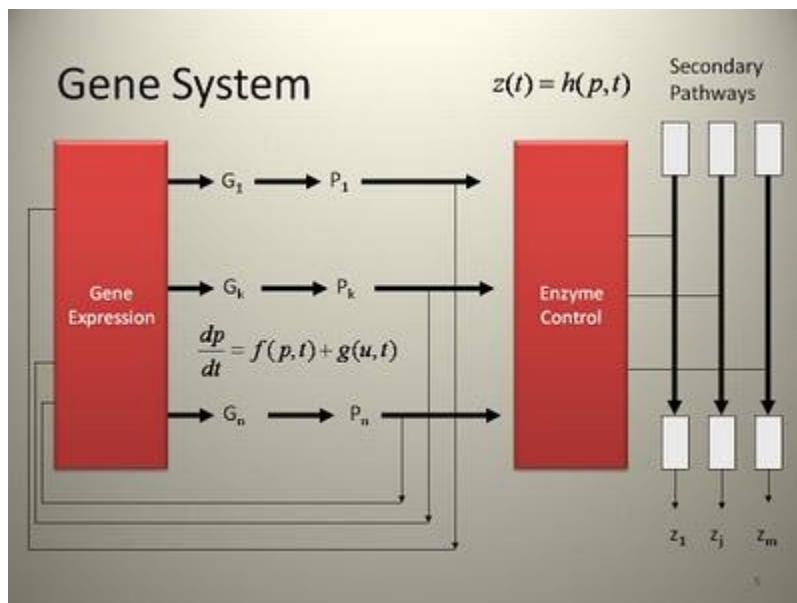 Gene System
z(t) = h(p,t)
Secondary
Pathways
G₁ P₁
Gene
Expression
Gₖ Pₖ
Enzyme
Control
dp/dt = f(p,t) + g(u,t)
Gₙ Pₙ
z₁ zⱼ zₘ